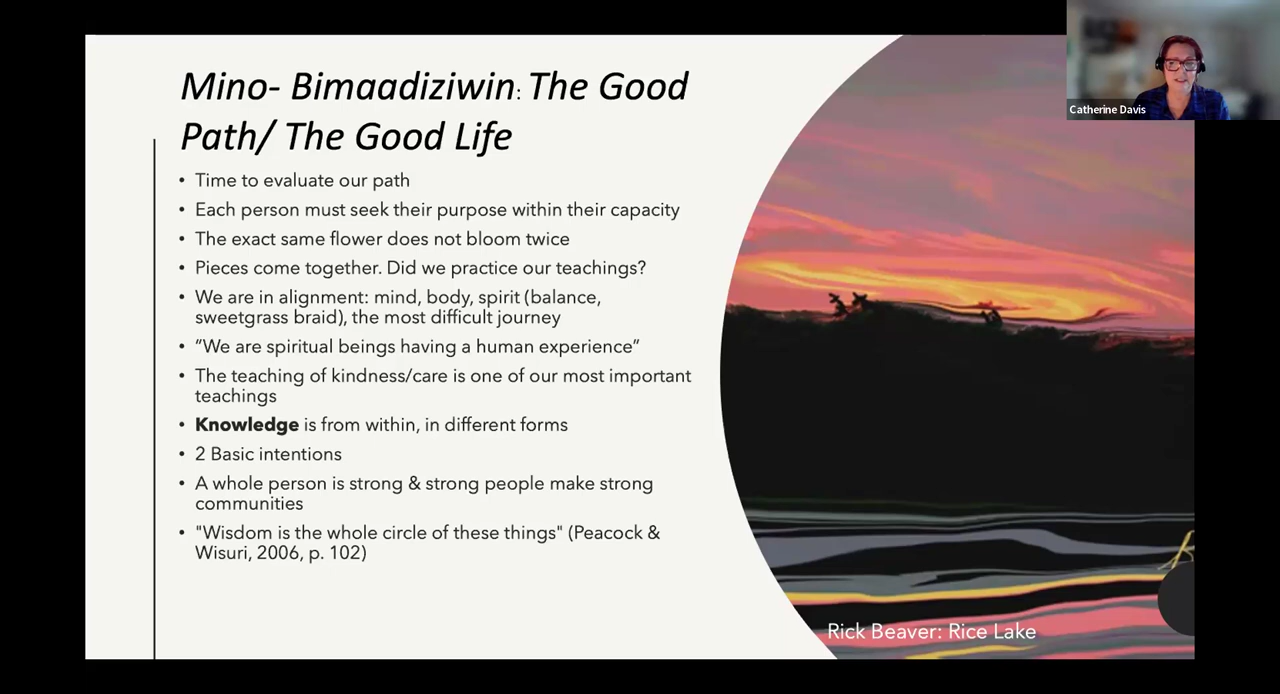 Mino- Bimaadiziwin: The Good
Path/ The Good Life
• Time to evaluate our path
• Each person must seek their purpose within their capacity
• The exact same flower does not bloom twice
• Pieces come together. Did we practice our teachings?
• We are in alignment: mind, body, spirit (balance,
sweetgrass braid), the most difficult journey
• “We are spiritual beings having a human experience”
• The teaching of kindness/care is one of our most important
teachings
• Knowledge is from within, in different forms
• 2 Basic intentions
• A whole person is strong & strong people make strong
communities
• "Wisdom is the whole circle of these things" (Peacock &
Wisuri, 2006, p. 102)
Rick Beaver: Rice Lake
Catherine Davis